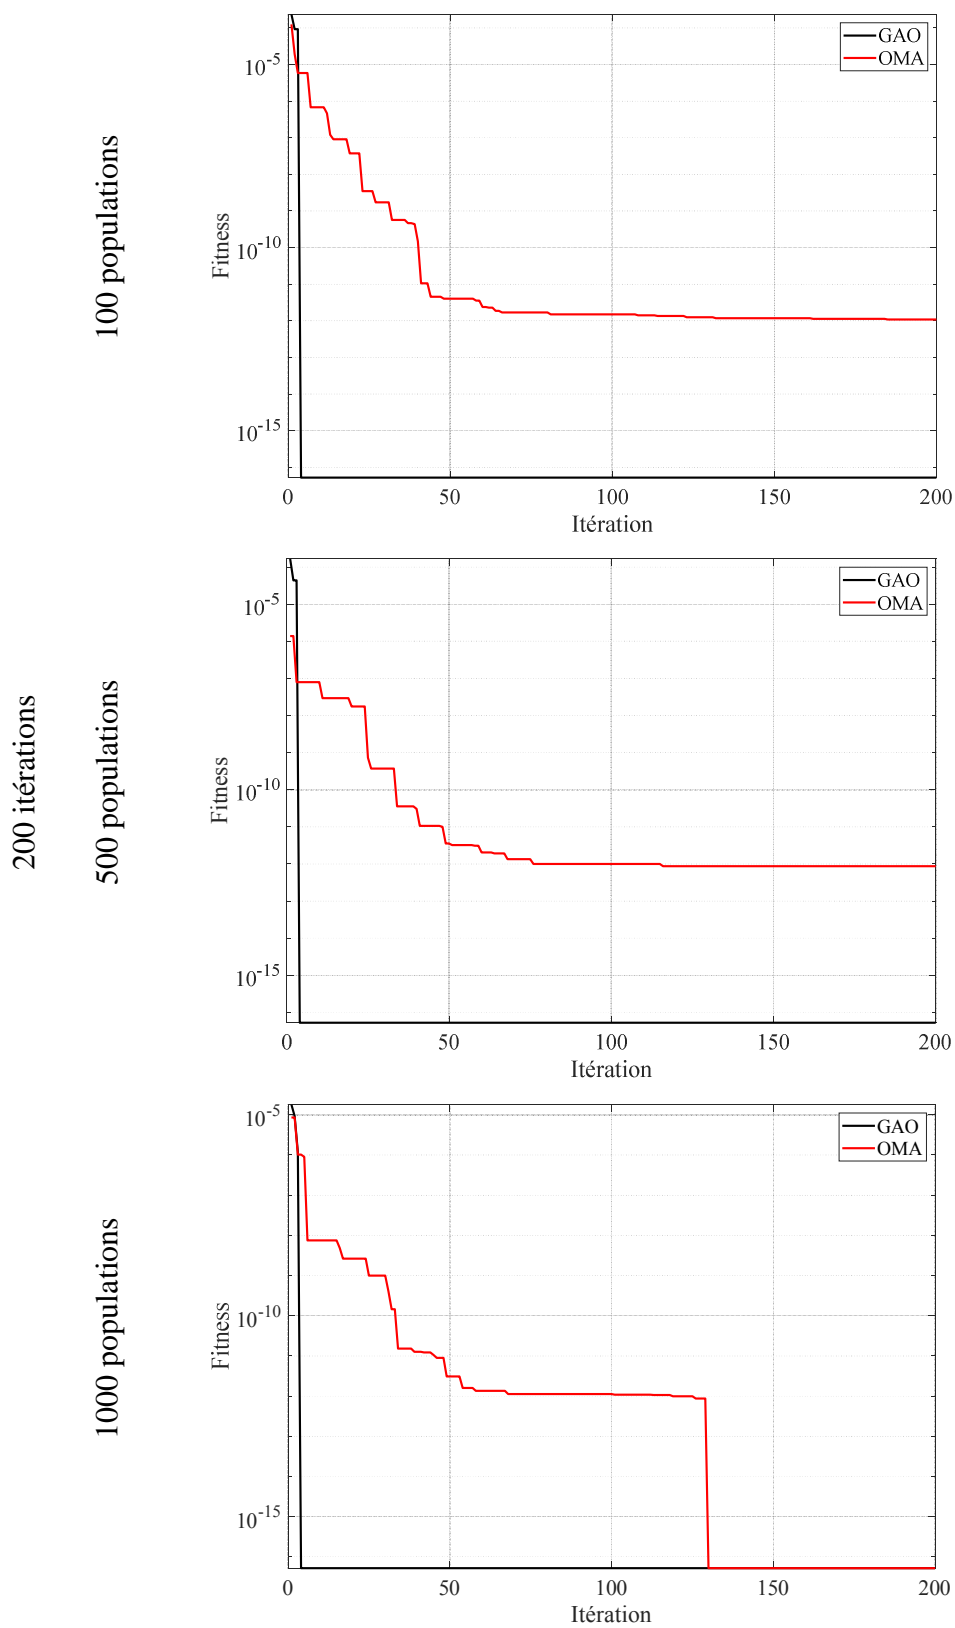 200 itérations
100 populations
Fitness
10-5
10-10
10-15
GAO
OMA
0 50 100 150 200
Itération
500 populations
Fitness
10-5
10-10
10-15
GAO
OMA
0 50 100 150 200
Itération
1000 populations
Fitness
10-5
10-10
10-15
GAO
OMA
0 50 100 150 200
Itération